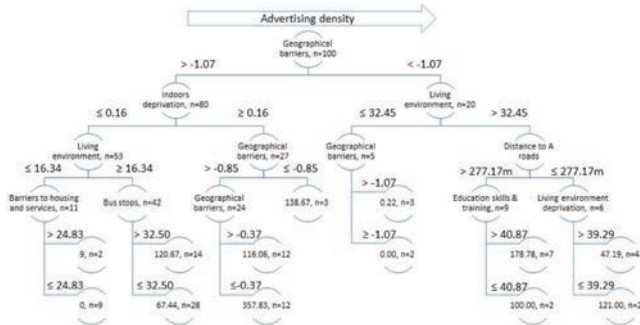 Advertising density
Geographical
barriers, n=100
> -1.07
< -1.07
Indoors
deprivation, n=80
Living
environment, n=20
≤ 0.16
≥ 0.16
≤ 32.45
> 32.45
Living
environment, n=53
Geographical
barriers, n=27
Geographical
barriers, n=5
Distance to A
roads
≤ 16.34
≥ 16.34
> -0.85
≤ -0.85
> 277.17m
≤ 277.17m
Barriers to housing
and services, n=11
Bus stops, n=42
Geographical
barriers, n=24
138.67, n=3
> -1.07
0.22, n=3
Education skills &
training, n=9
Living environment
deprivation, n=6
> 24.83
> 32.50
> -0.37
≥ -1.07
> 40.87
> 39.29
9, n=2
120.67, n=14
116.06, n=12
0.00, n=2
178.78, n=7
47.19, n=4
≤ 24.83
≤ 32.50
≤-0.37
≤ 40.87
≤ 39.29
0, n=9
67.44, n=28
357.83, n=12
100.00, n=2
121.00, n=2